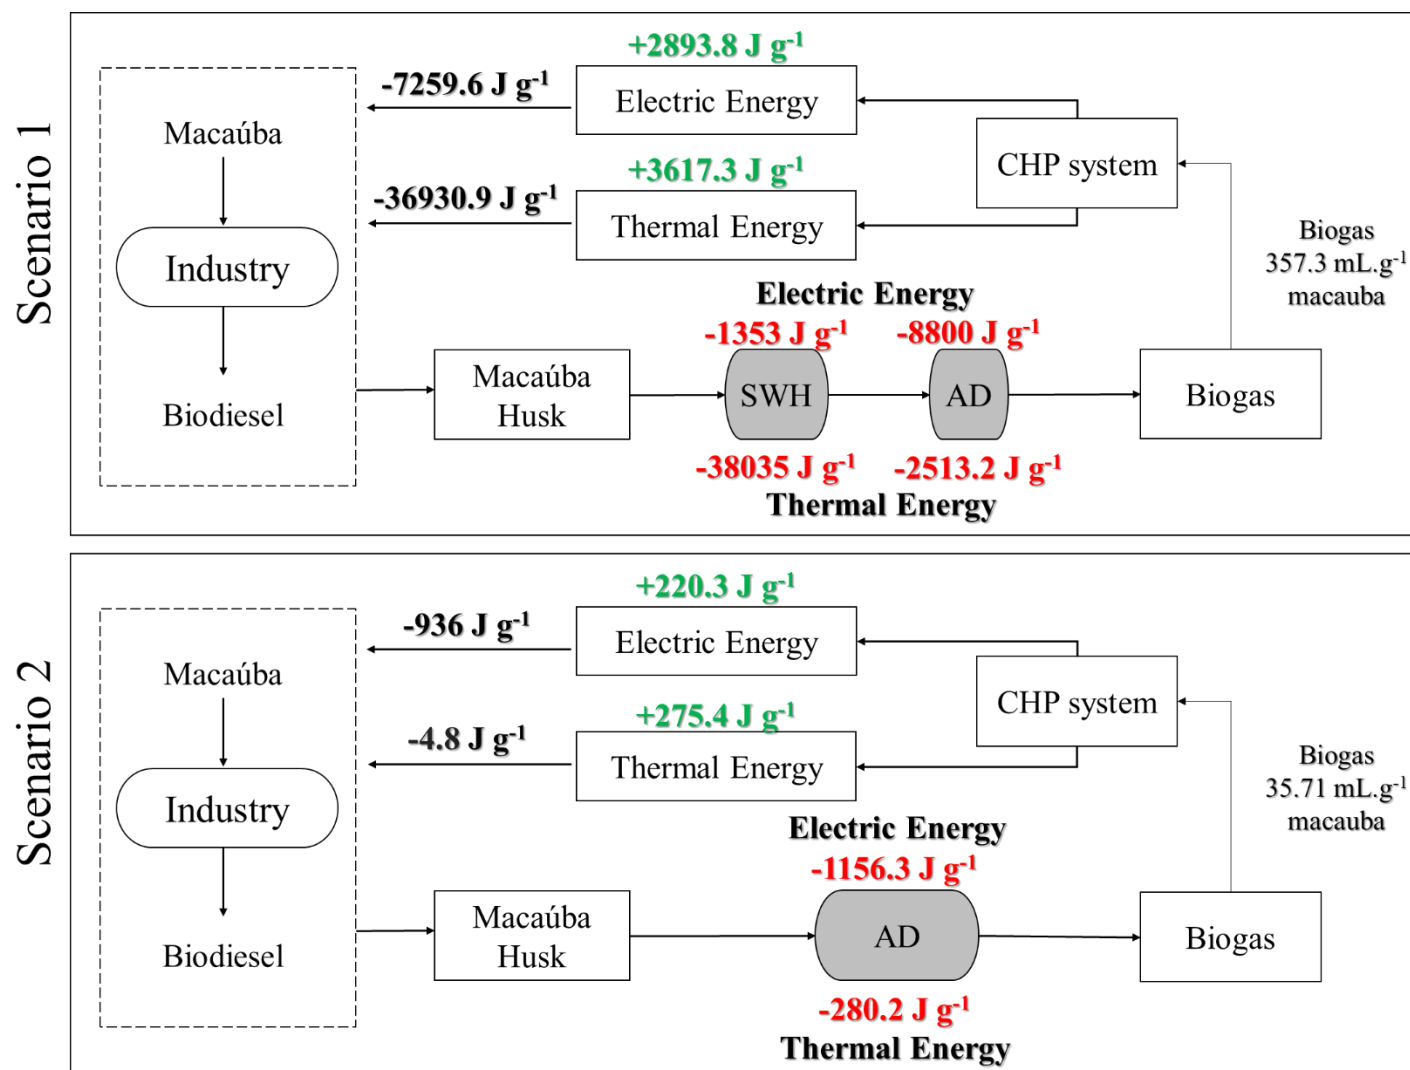 Scenario 1
+2893.8 J g⁻¹
-7259.6 J g⁻¹
Electric Energy
Macaúba
CHP system
+3617.3 J g⁻¹
-36930.9 J g⁻¹
Thermal Energy
Industry
Biogas
357.3 mL.g⁻¹
macauba
Electric Energy
-1353 J g⁻¹
-8800 J g⁻¹
Biodiesel
Macaúba
Husk
SWH
AD
Biogas
-38035 J g⁻¹
-2513.2 J g⁻¹
Thermal Energy
Scenario 2
+220.3 J g⁻¹
-936 J g⁻¹
Electric Energy
Macaúba
CHP system
+275.4 J g⁻¹
-4.8 J g⁻¹
Thermal Energy
Industry
Biogas
35.71 mL.g⁻¹
macauba
Electric Energy
-1156.3 J g⁻¹
Biodiesel
Macaúba
Husk
AD
Biogas
-280.2 J g⁻¹
Thermal Energy